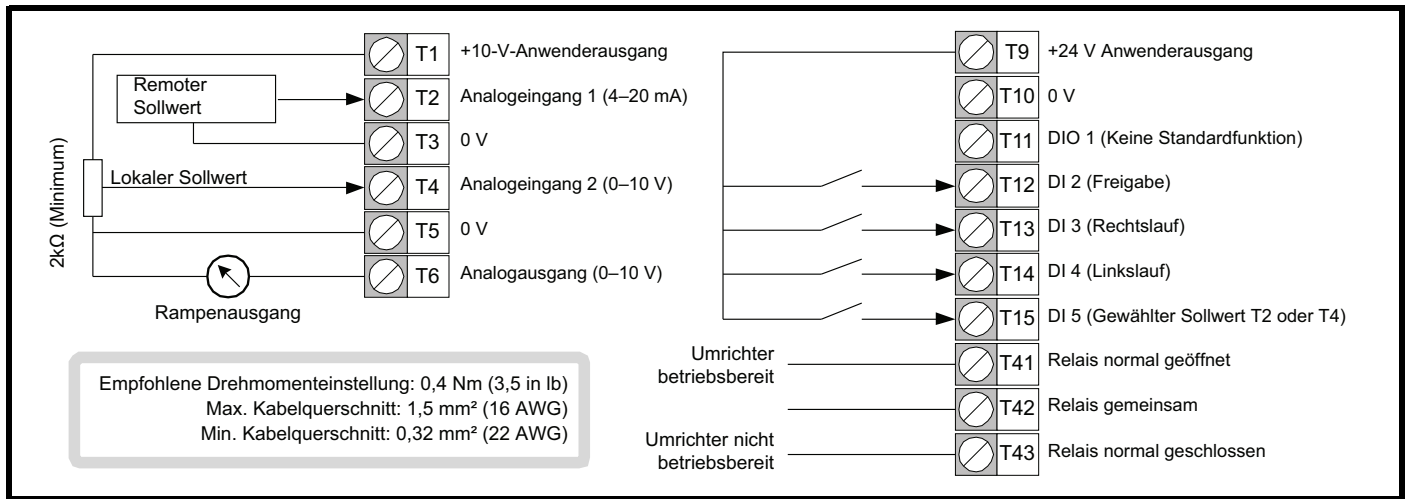 T1 +10-V-Anwenderausgang
Remoter
Sollwert
T2 Analogeingang 1 (4–20 mA)
T3 0 V
2kΩ (Minimum)
Lokaler Sollwert
T4 Analogeingang 2 (0–10 V)
T5 0 V
T6 Analogausgang (0–10 V)
Rampenausgang
Empfohlene Drehmomenteinstellung: 0,4 Nm (3,5 in lb)
Max. Kabelquerschnitt: 1,5 mm² (16 AWG)
Min. Kabelquerschnitt: 0,32 mm² (22 AWG)
T9 +24 V Anwenderausgang
T10 0 V
T11 DIO 1 (Keine Standardfunktion)
T12 DI 2 (Freigabe)
T13 DI 3 (Rechtslauf)
T14 DI 4 (Linkslauf)
T15 DI 5 (Gewählter Sollwert T2 oder T4)
Umrichter
betriebsbereit
T41 Relais normal geöffnet
T42 Relais gemeinsam
Umrichter nicht
betriebsbereit
T43 Relais normal geschlossen